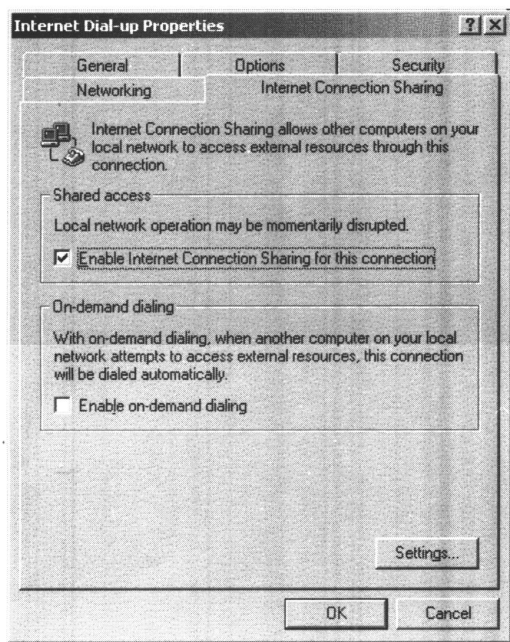 Internet Dial-up Properties
General
Options
Security
Networking
Internet Connection Sharing
Internet Connection Sharing allows other computers on your
local network to access external resources through this
connection.
Shared access
Local network operation may be momentarily disrupted.
Enable Internet Connection Sharing for this connection
On-demand dialing
With on-demand dialing, when another computer on your local
network attempts to access external resources, this connection
will be dialed automatically.
Enable on-demand dialing
Settings...
OK
Cancel